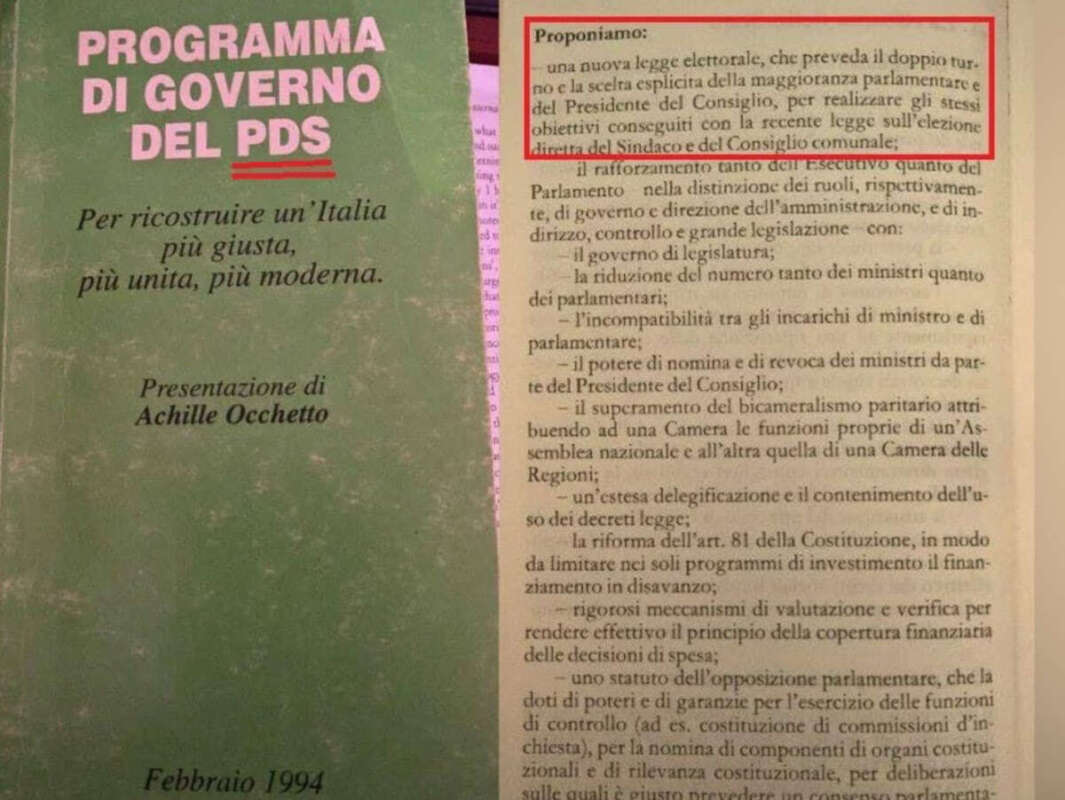 PROGRAMMA
DI GOVERNO
DEL PDS
Per ricostruire un'Italia
più giusta,
più unita, più moderna.
Presentazione di
Achille Occhetto
Febbraio 1994
Proponiamo:
– una nuova legge elettorale, che preveda il doppio tur-
no e la scelta esplicita della maggioranza parlamentare e
del Presidente del Consiglio, per realizzare gli stessi
obiettivi conseguiti con la recente legge sull'elezione
diretta del Sindaco e del Consiglio comunale;
il rafforzamento tanto dell'Esecutivo quanto del
Parlamento – nella distinzione dei ruoli, rispettivamen-
te, di governo e direzione dell'amministrazione, e di in-
dirizzo, controllo e grande legislazione – con:
– il governo di legislatura;
– la riduzione del numero tanto dei ministri quanto
dei parlamentari;
– l'incompatibilità tra gli incarichi di ministro e di
parlamentare;
– il potere di nomina e di revoca dei ministri da par-
te del Presidente del Consiglio;
– il superamento del bicameralismo paritario attri-
buendo ad una Camera le funzioni proprie di un'As-
semblea nazionale e all'altra quella di una Camera delle
Regioni;
– un'estesa delegificazione e il contenimento dell'u-
so dei decreti legge;
– la riforma dell'art. 81 della Costituzione, in modo
da limitare nei soli programmi di investimento il finan-
ziamento in disavanzo;
– rigorosi meccanismi di valutazione e verifica per
rendere effettivo il principio della copertura finanziaria
delle decisioni di spesa;
– uno statuto dell'opposizione parlamentare, che la
doti di poteri e di garanzie per l'esercizio delle funzioni
di controllo (ad es. costituzione di commissioni d'in-
chiesta), per la nomina di componenti di organi costitu-
zionali e di rilevanza costituzionale, per deliberazioni
sulle quali è giusto prevedere un consenso parlamenta-